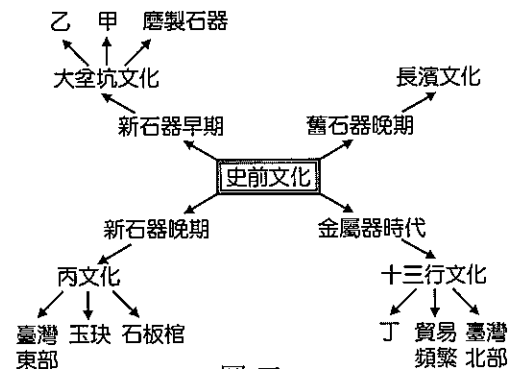 乙 甲 磨製石器
大坌坑文化
長濱文化
新石器早期
舊石器晚期
史前文化
新石器晚期
金屬器時代
丙文化
十三行文化
臺灣東部
玉玦
石板棺
丁
貿易頻繁
臺灣北部